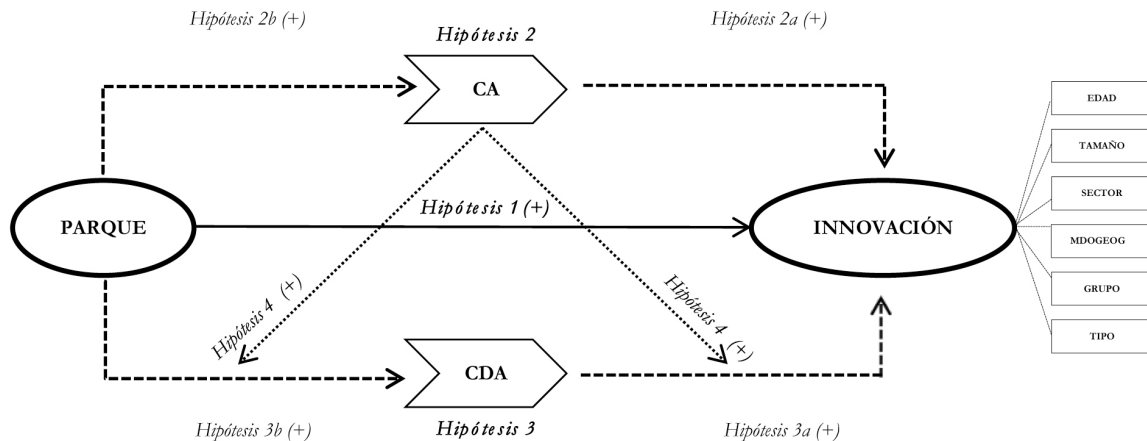 Hipótesis 2b (+)
Hipótesis 2a (+)
Hipótesis 2
CA
EDAD
TAMAÑO
SECTOR
PARQUE
Hipótesis 1 (+)
INNOVACIÓN
MDOGEOG
GRUPO
TIPO
Hipótesis 4 (+)
Hipótesis 4 (+)
CDA
Hipótesis 3b (+)
Hipótesis 3
Hipótesis 3a (+)